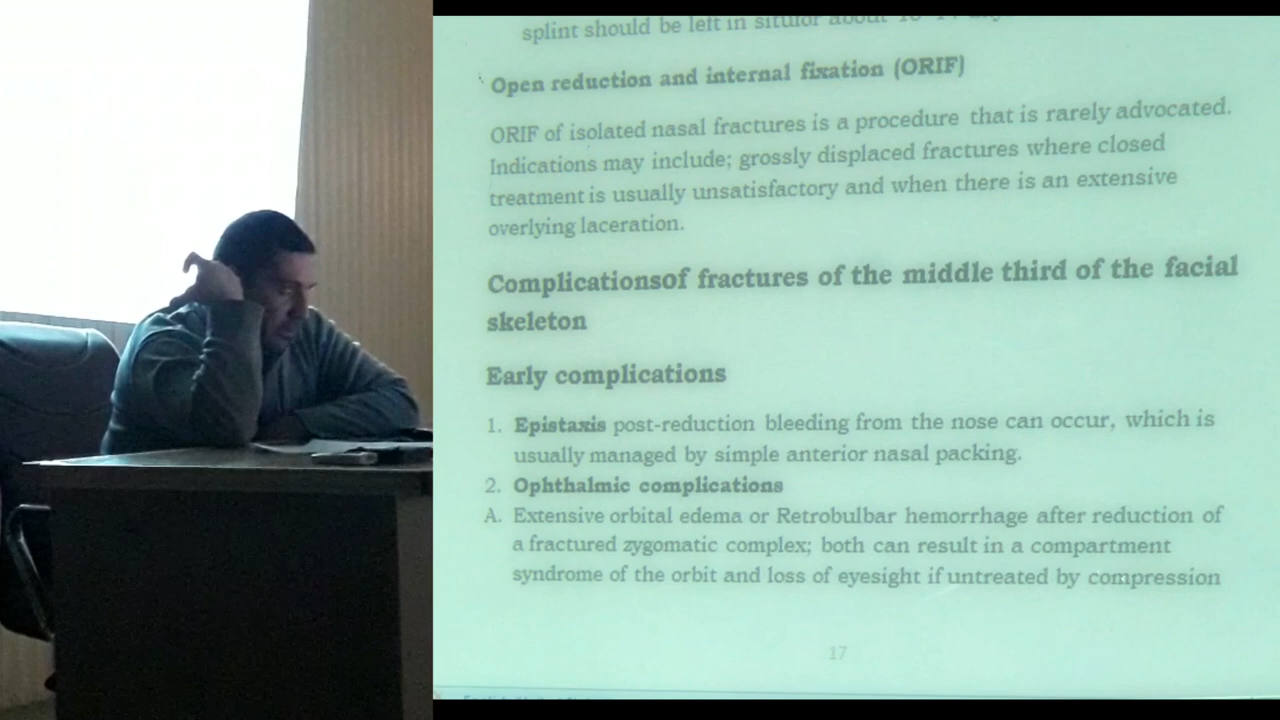 splint should be left in situfor about
Open reduction and internal fixation (ORIF)
ORIF of isolated nasal fractures is a procedure that is rarely advocated.
Indications may include; grossly displaced fractures where closed
treatment is usually unsatisfactory and when there is an extensive
overlying laceration.
Complicationsof fractures of the middle third of the facial
skeleton
Early complications
1. Epistaxis post-reduction bleeding from the nose can occur, which is
usually managed by simple anterior nasal packing.
2. Ophthalmic complications
A. Extensive orbital edema or Retrobulbar hemorrhage after reduction of
a fractured zygomatic complex; both can result in a compartment
syndrome of the orbit and loss of eyesight if untreated by compression
17